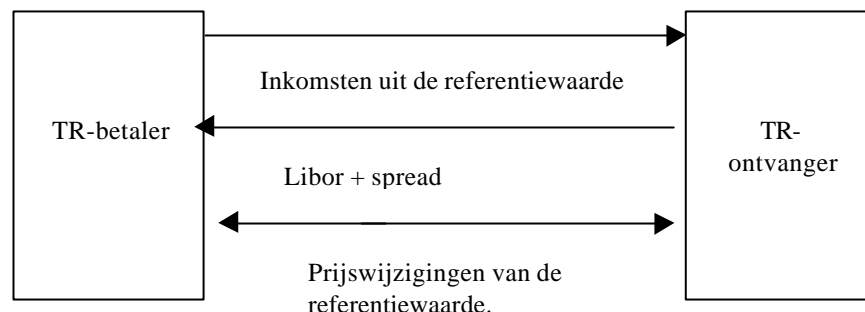 Inkomsten uit de referentiewaarde
TR-betaler
TR-
ontvanger
Libor + spread
Prijswijzigingen van de
referentiewaarde.